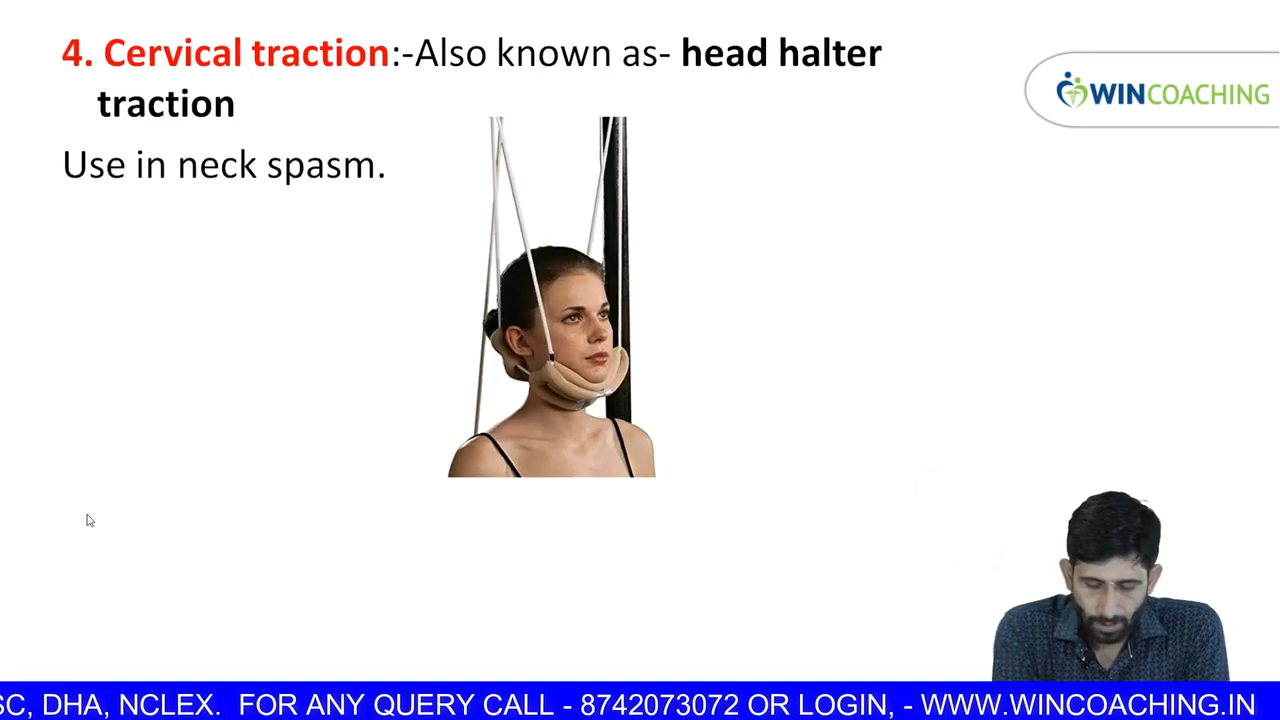 4. Cervical traction:-Also known as- head halter
traction
WINCOACHING
Use in neck spasm.
SC, DHA, NCLEX.  FOR ANY QUERY CALL - 8742073072 OR LOGIN, - WWW.WINCOACHING.IN